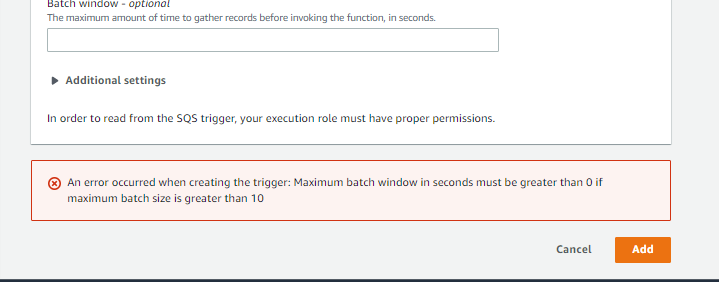 Batch window - optional
The maximum amount of time to gather records before invoking the function, in seconds.
Additional settings
In order to read from the SQS trigger, your execution role must have proper permissions.
An error occurred when creating the trigger: Maximum batch window in seconds must be greater than 0 if
maximum batch size is greater than 10
Cancel
Add